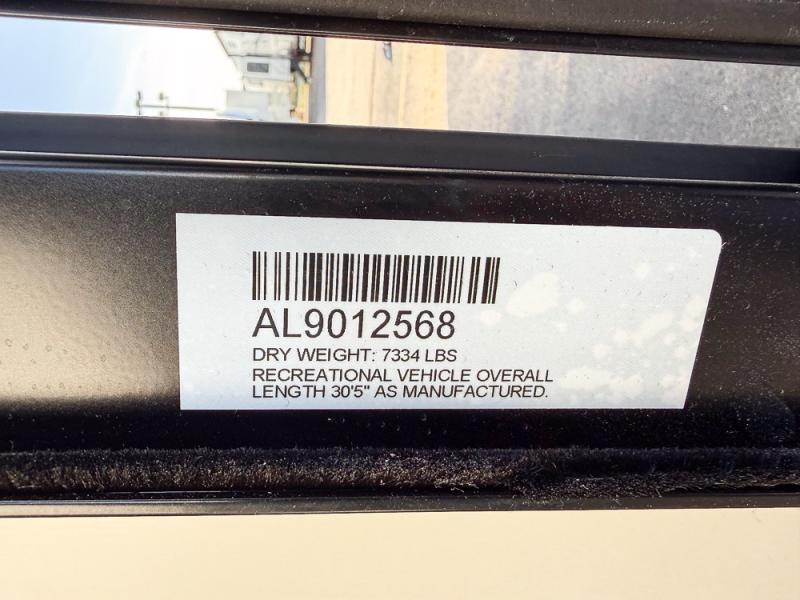 AL9012568
DRY WEIGHT: 7334 LBS
RECREATIONAL VEHICLE OVERALL
LENGTH 30'5" AS MANUFACTURED.